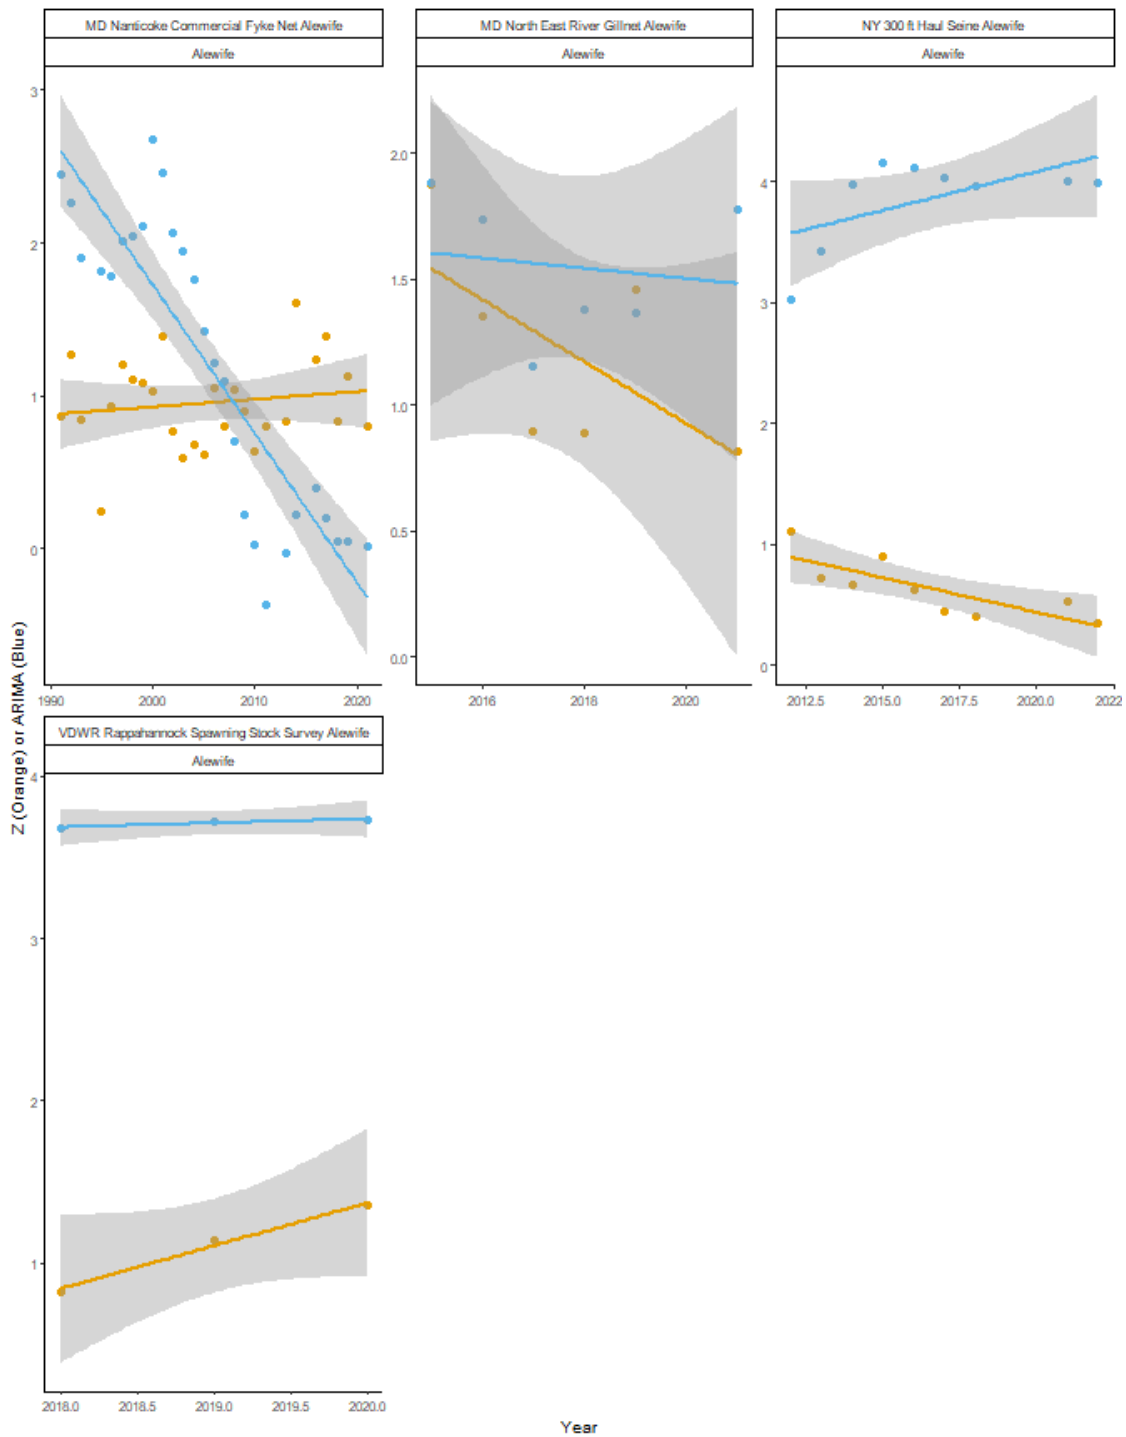 MD Nanticoke Commercial Fyke Net Alewife
Alewife
MD North East River Gillnet Alewife
Alewife
NY 300 ft Haul Seine Alewife
Alewife
3
2
1
0
1990 2000 2010 2020
2.0
1.5
1.0
0.5
0.0
2016 2018 2020
4
3
2
1
0
2012.5 2015.0 2017.5 2020.0 2022
VDWR Rappahannock Spawning Stock Survey Alewife
Alewife
4
3
2
1
2018.0 2018.5 2019.0 2019.5 2020.0
Z (Orange) or ARIMA (Blue)
Year